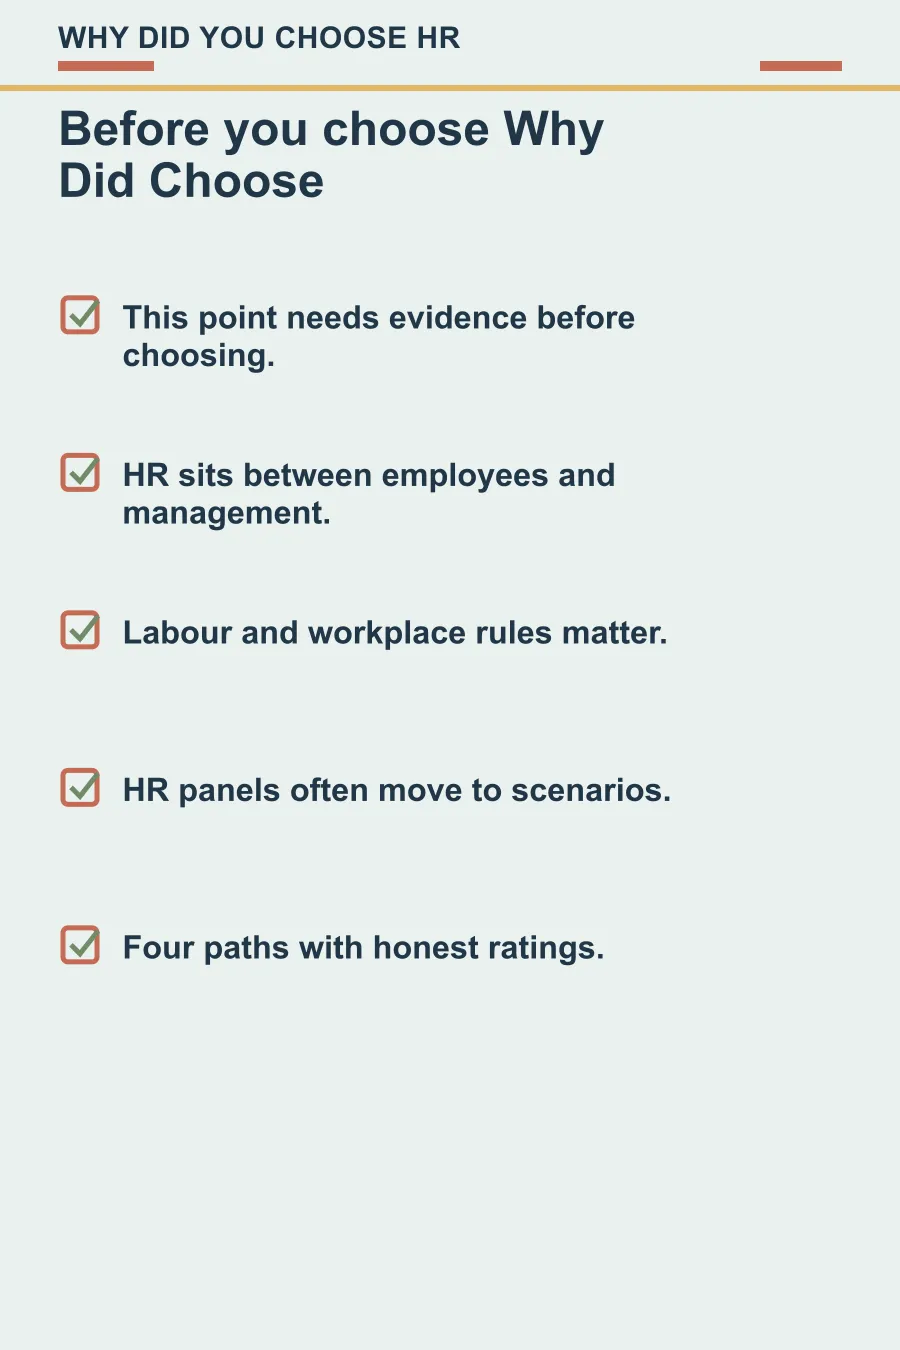 WHY DID YOU CHOOSE HR
Before you choose Why
Did Choose
This point needs evidence before
choosing.
HR sits between employees and
management.
Labour and workplace rules matter.
HR panels often move to scenarios.
Four paths with honest ratings.